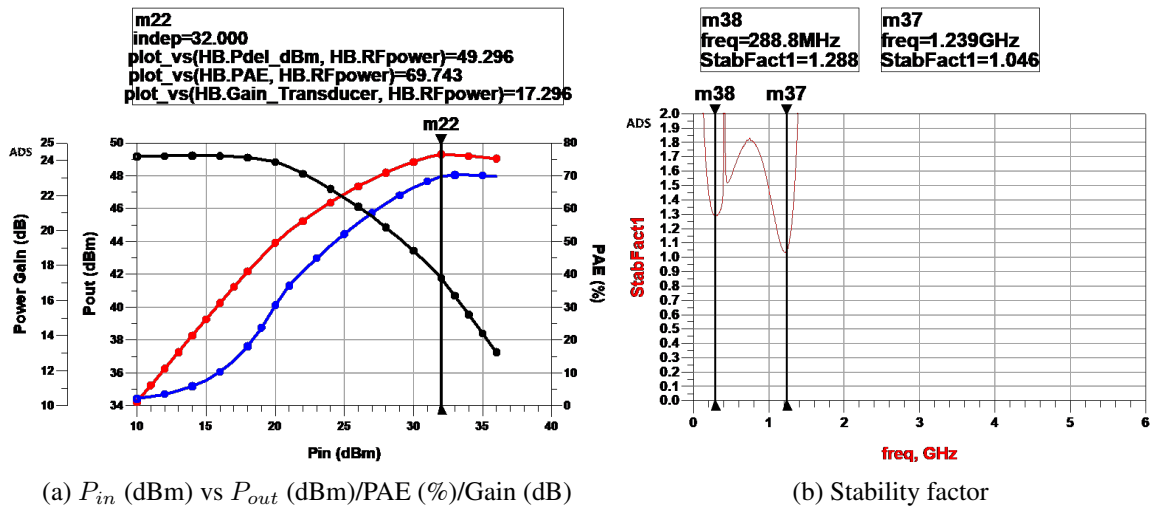 m22
indep=32.000
plot_vs(HB.Pdel_dBm, HB.RFpower)=49.296
plot_vs(HB.PAE, HB.RFpower)=69.743
plot_vs(HB.Gain_Transducer, HB.RFpower)=17.296
m22
ADS
25
24
22
20
18
16
14
12
10
Power Gain (dB)
50
48
46
44
42
40
38
36
34
Pout (dBm)
80
70
60
50
40
30
20
10
0
PAE (%)
10
15
20
25
30
35
40
Pin (dBm)
(a) P_in (dBm) vs P_out (dBm)/PAE (%)/Gain (dB)
m38
freq=288.8MHz
StabFact1=1.288
m37
freq=1.239GHz
StabFact1=1.046
m38 m37
ADS
2.0
1.8
1.7
1.6
1.5
1.4
1.3
1.2
1.1
1.0
0.9
0.8
0.7
0.6
0.5
0.4
0.3
0.2
0.1
0.0
StabFact1
0 1 2 3 4 5 6
freq, GHz
(b) Stability factor